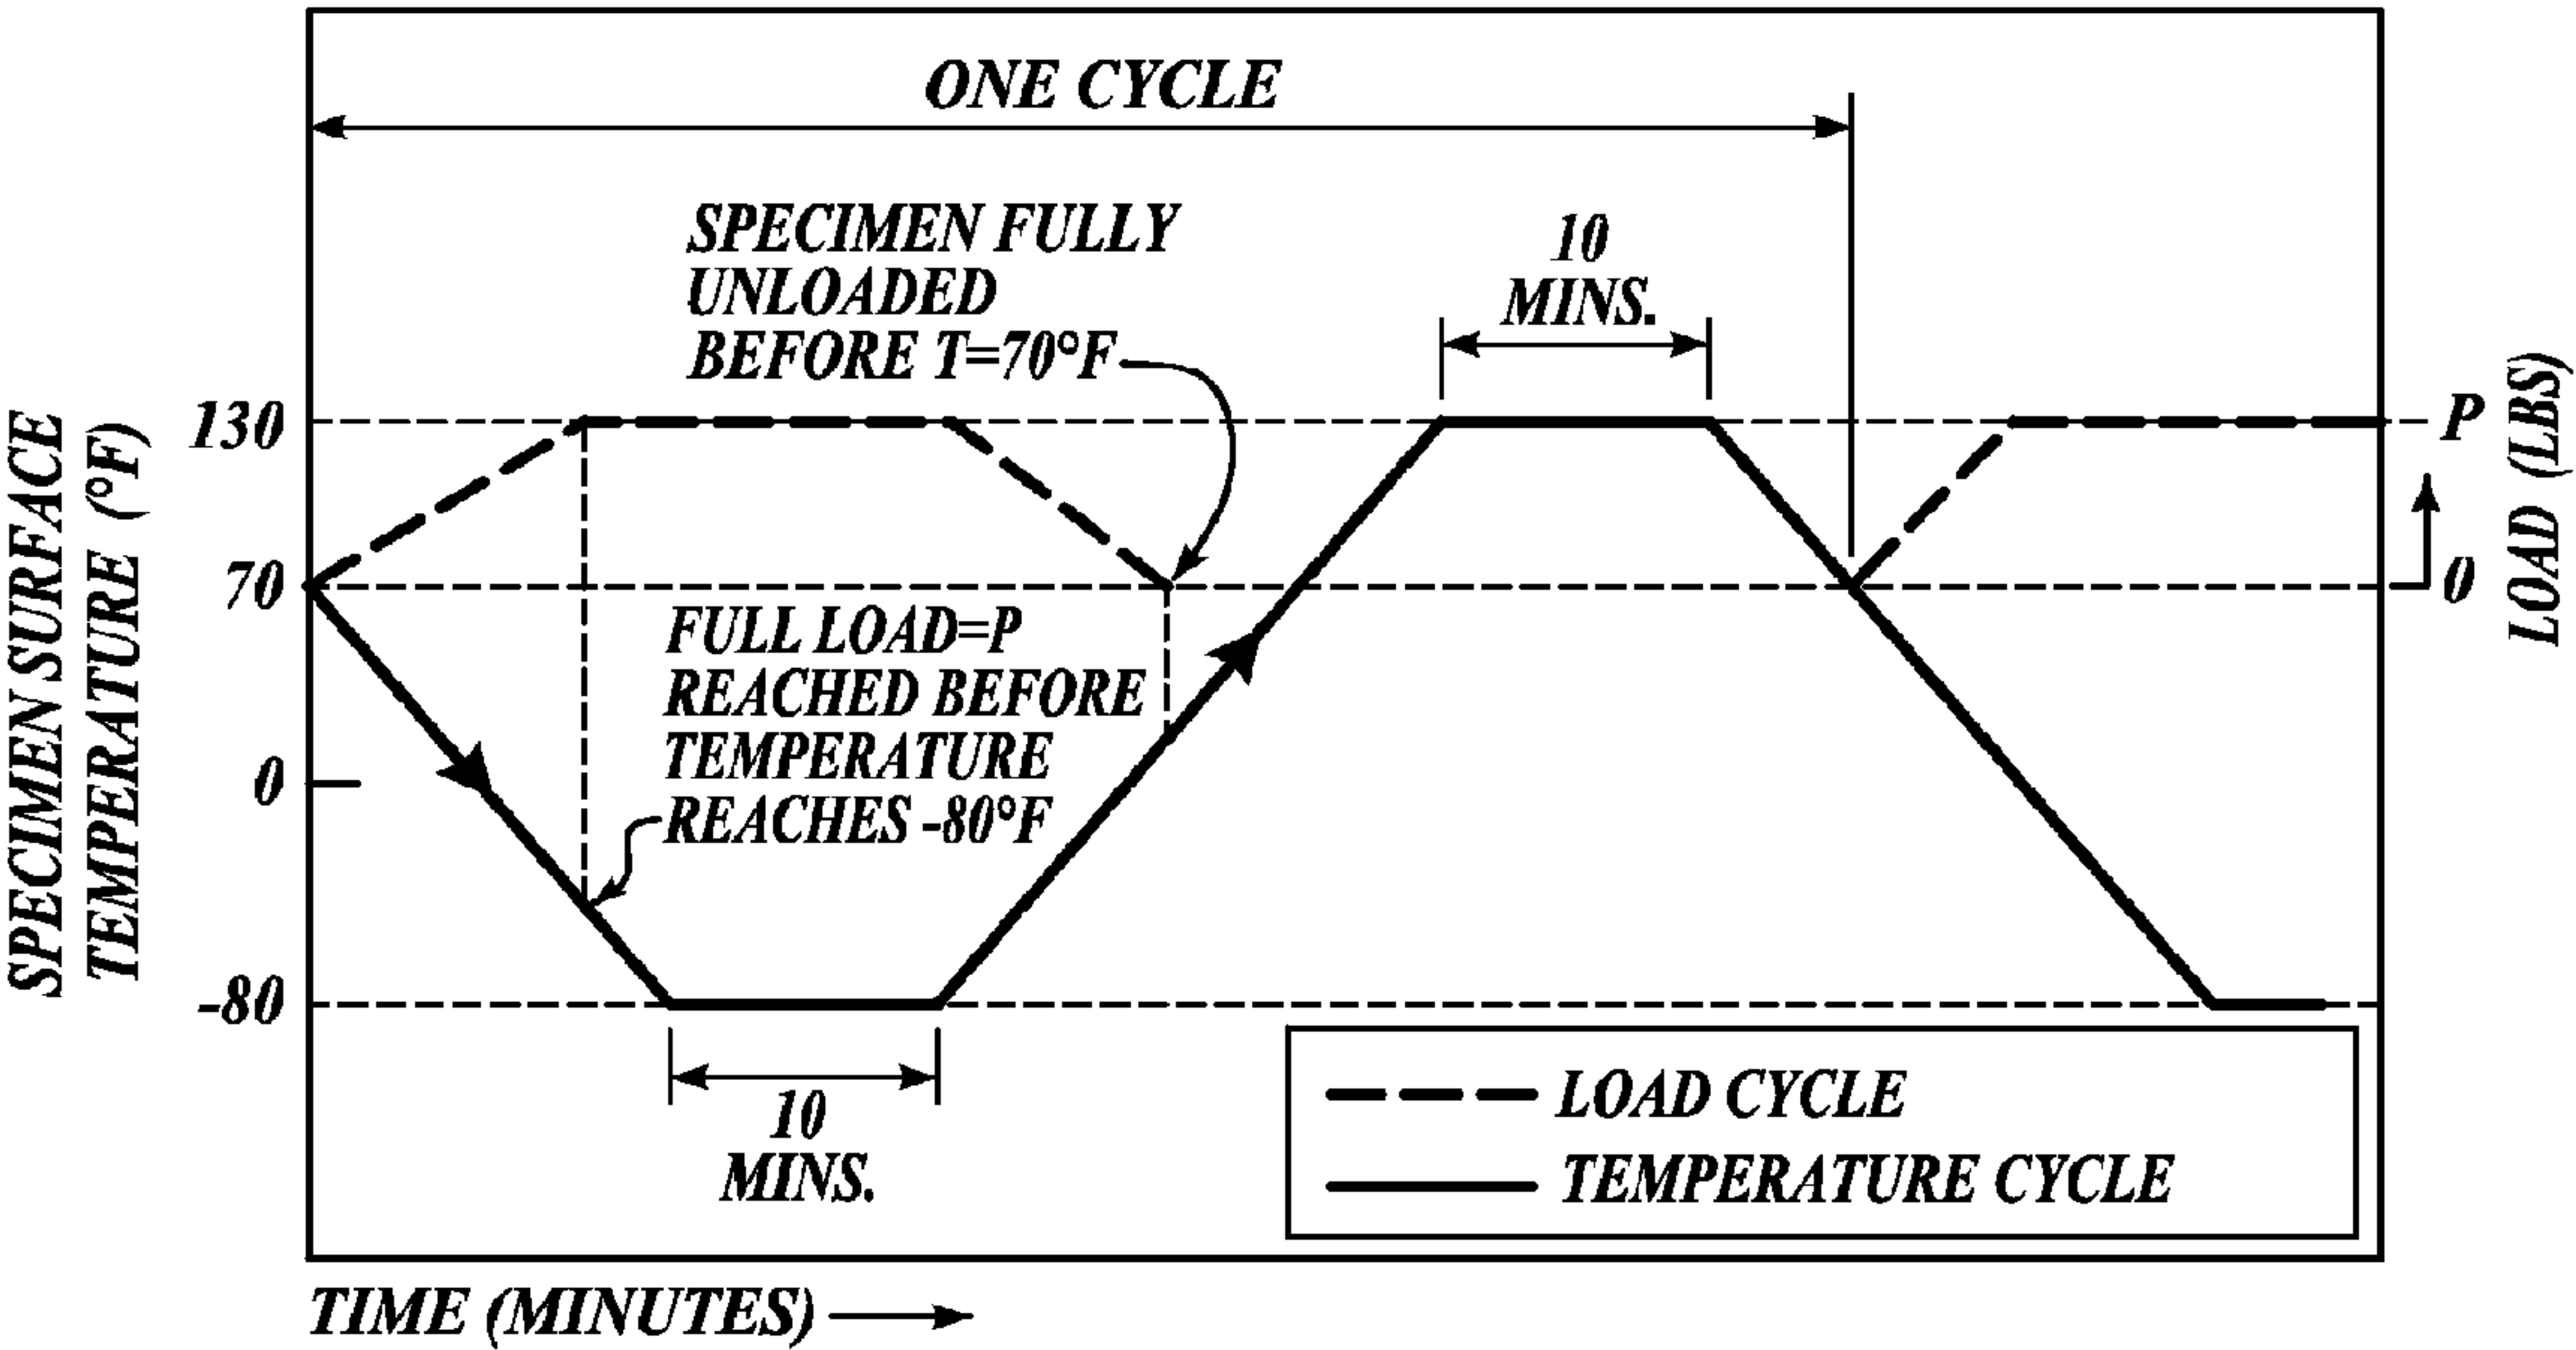 ONE CYCLE
SPECIMEN FULLY
UNLOADED
BEFORE T=70°F
10
MINS.
SPECIMEN SURFACE
TEMPERATURE (°F)
130
70
0
-80
P
0
LOAD (LBS)
FULL LOAD=P
REACHED BEFORE
TEMPERATURE
REACHES -80°F
10
MINS.
LOAD CYCLE
TEMPERATURE CYCLE
TIME (MINUTES)